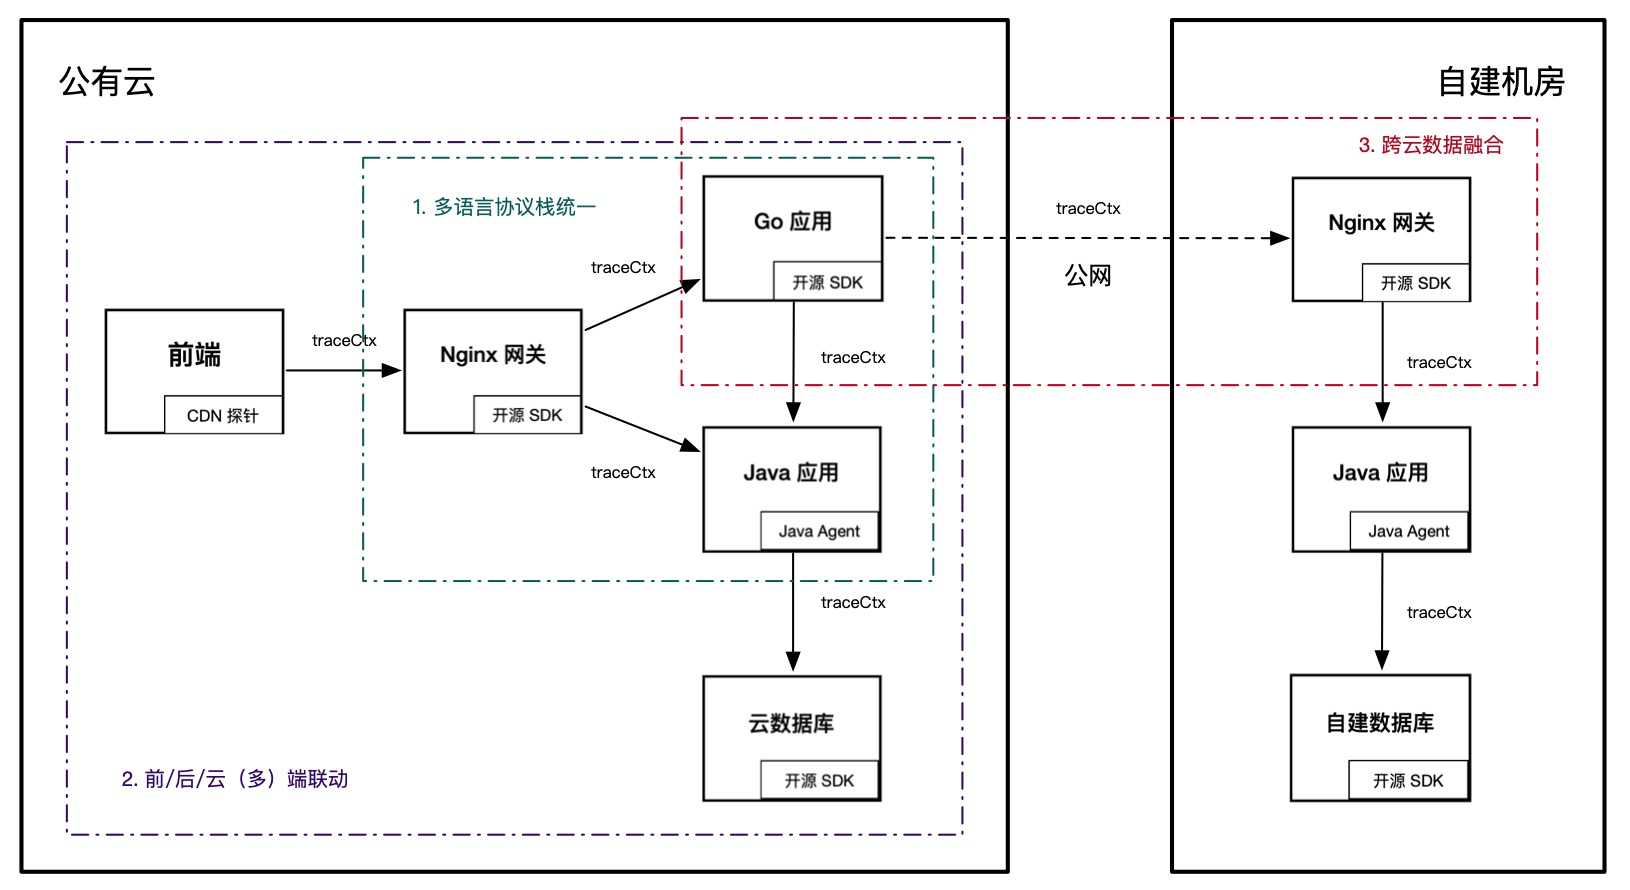 公有云
自建机房
3. 跨云数据融合
1. 多语言协议栈统一
Go 应用
开源 SDK
traceCtx
公网
Nginx 网关
开源 SDK
traceCtx
traceCtx
traceCtx
前端
CDN 探针
traceCtx
Nginx 网关
开源 SDK
traceCtx
Java 应用
Java Agent
Java 应用
Java Agent
traceCtx
traceCtx
云数据库
开源 SDK
自建数据库
开源 SDK
2. 前/后/云（多）端联动